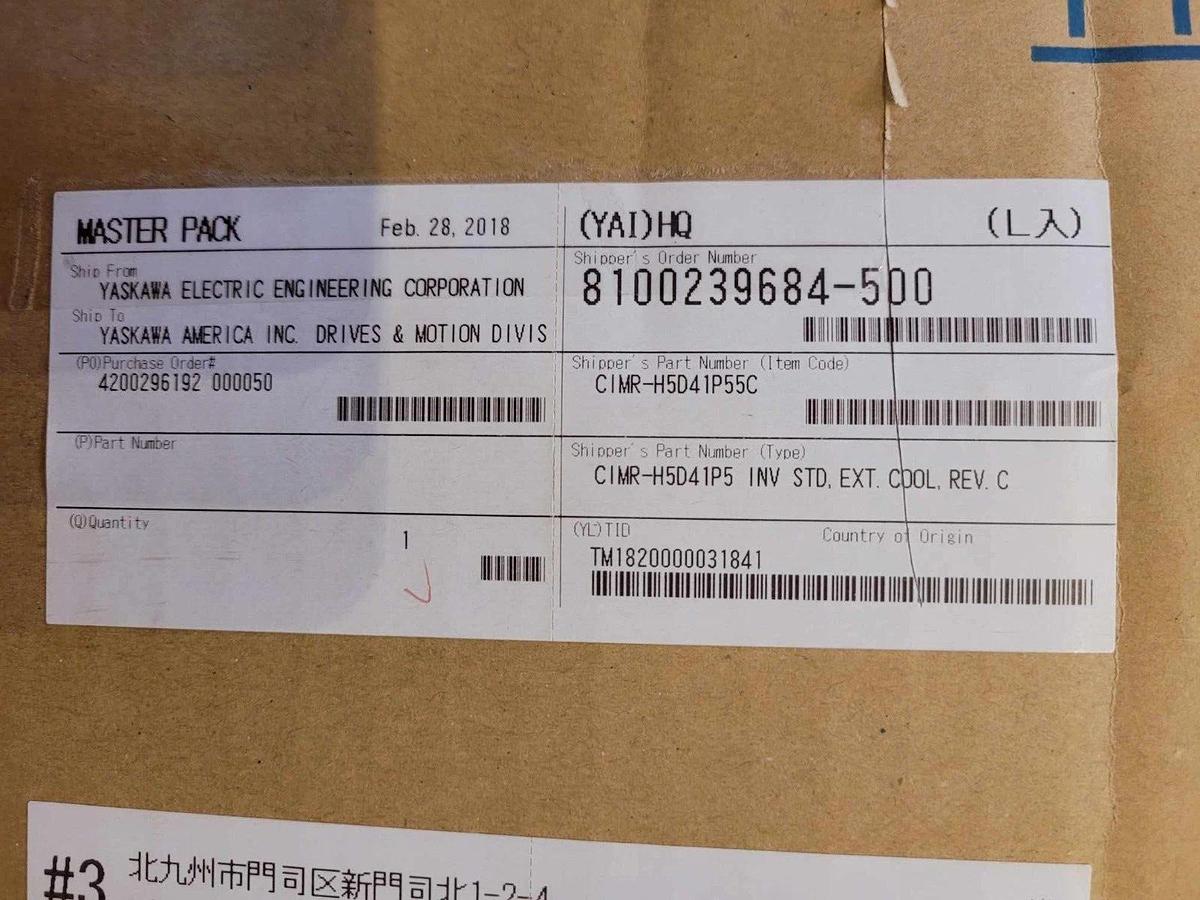 MASTER PACK Feb. 28, 2018 (YAI)HQ (L入)
Ship From
YASKAWA ELECTRIC ENGINEERING CORPORATION
Ship To
YASKAWA AMERICA INC. DRIVES & MOTION DIVIS
Shipper's Order Number
8100239684-500
(PO)Purchase Order#
4200296192 000050
Shipper's Part Number (Item Code)
CIMR-H5D41P55C
(P)Part Number
Shipper's Part Number (Type)
CIMR-H5D41P5 INV STD, EXT. COOL, REV. C
(Q)Quantity
1
(YL)TID Country of Origin
TM1820000031841
#3 北九州市門司区新門司北1-2-4